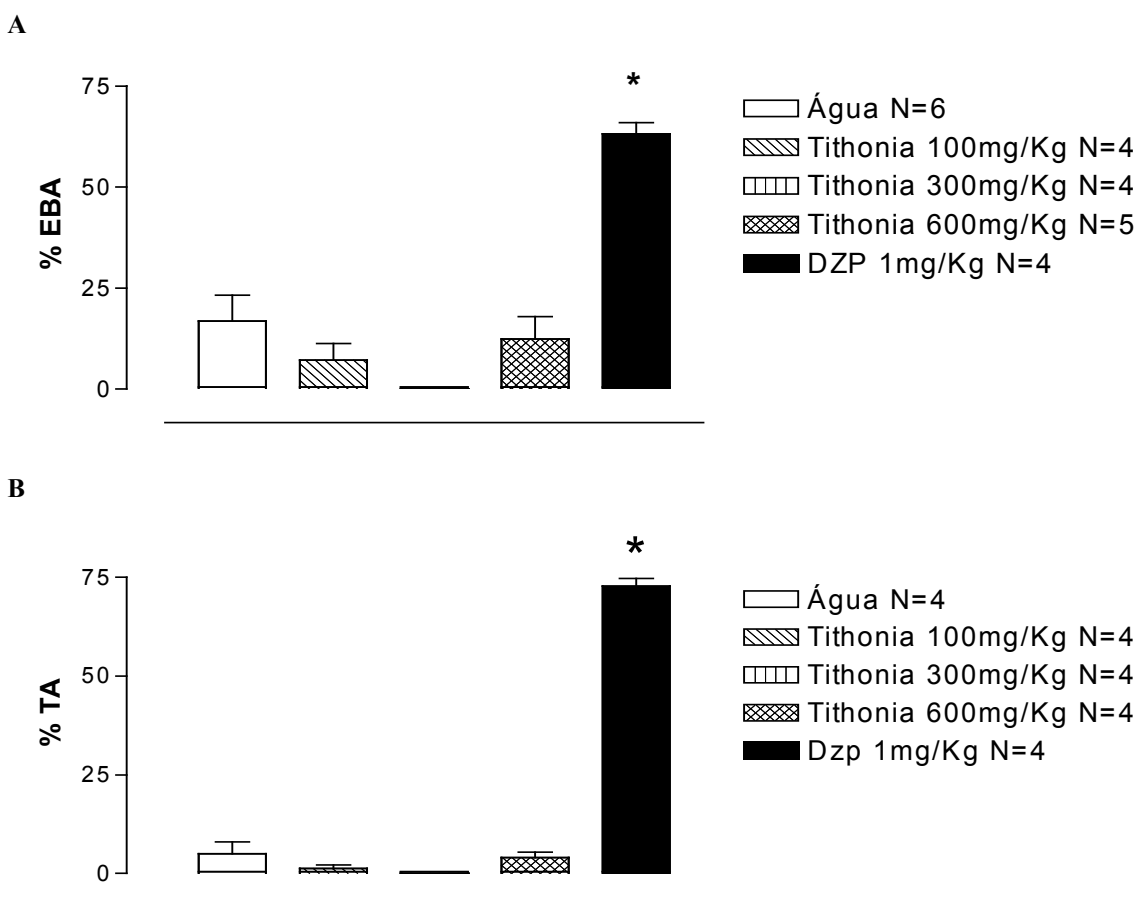 A
75
50
25
0
% EBA
*
Água N=6
Tithonia 100mg/Kg N=4
Tithonia 300mg/Kg N=4
Tithonia 600mg/Kg N=5
DZP 1mg/Kg N=4
B
75
50
25
0
% TA
*
Água N=4
Tithonia 100mg/Kg N=4
Tithonia 300mg/Kg N=4
Tithonia 600mg/Kg N=4
Dzp 1mg/Kg N=4